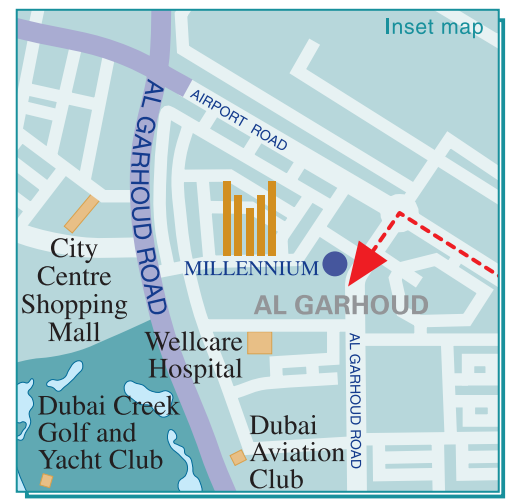 Inset map
AIRPORT ROAD
AL GARHOUD ROAD
City
Centre
Shopping
Mall
MILLENNIUM
AL GARHOUD
Wellcare
Hospital
AL GARHOUD ROAD
Dubai Creek
Golf and
Yacht Club
Dubai
Aviation
Club